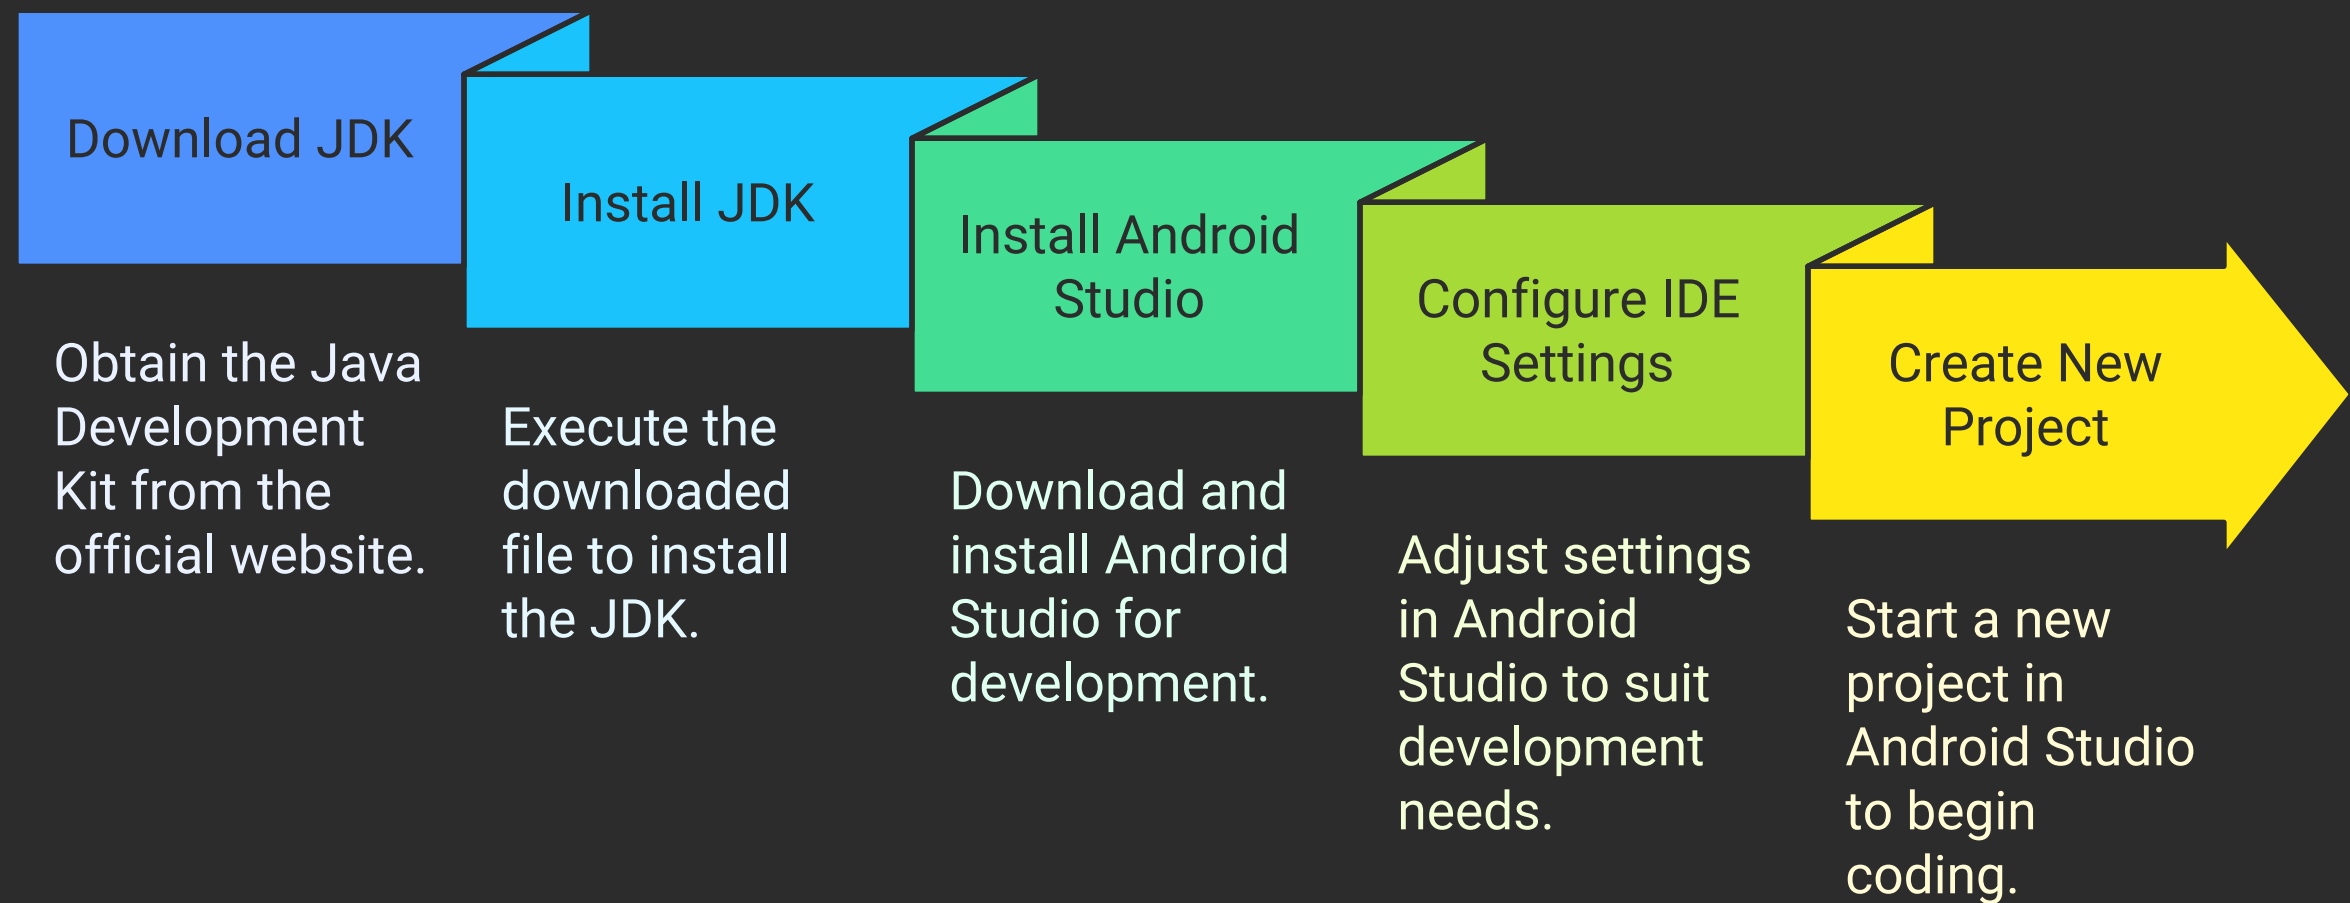 Download JDK
Obtain the Java
Development
Kit from the
official website.
Install JDK
Execute the
downloaded
file to install
the JDK.
Install Android
Studio
Download and
install Android
Studio for
development.
Configure IDE
Settings
Adjust settings
in Android
Studio to suit
development
needs.
Create New
Project
Start a new
project in
Android Studio
to begin
coding.